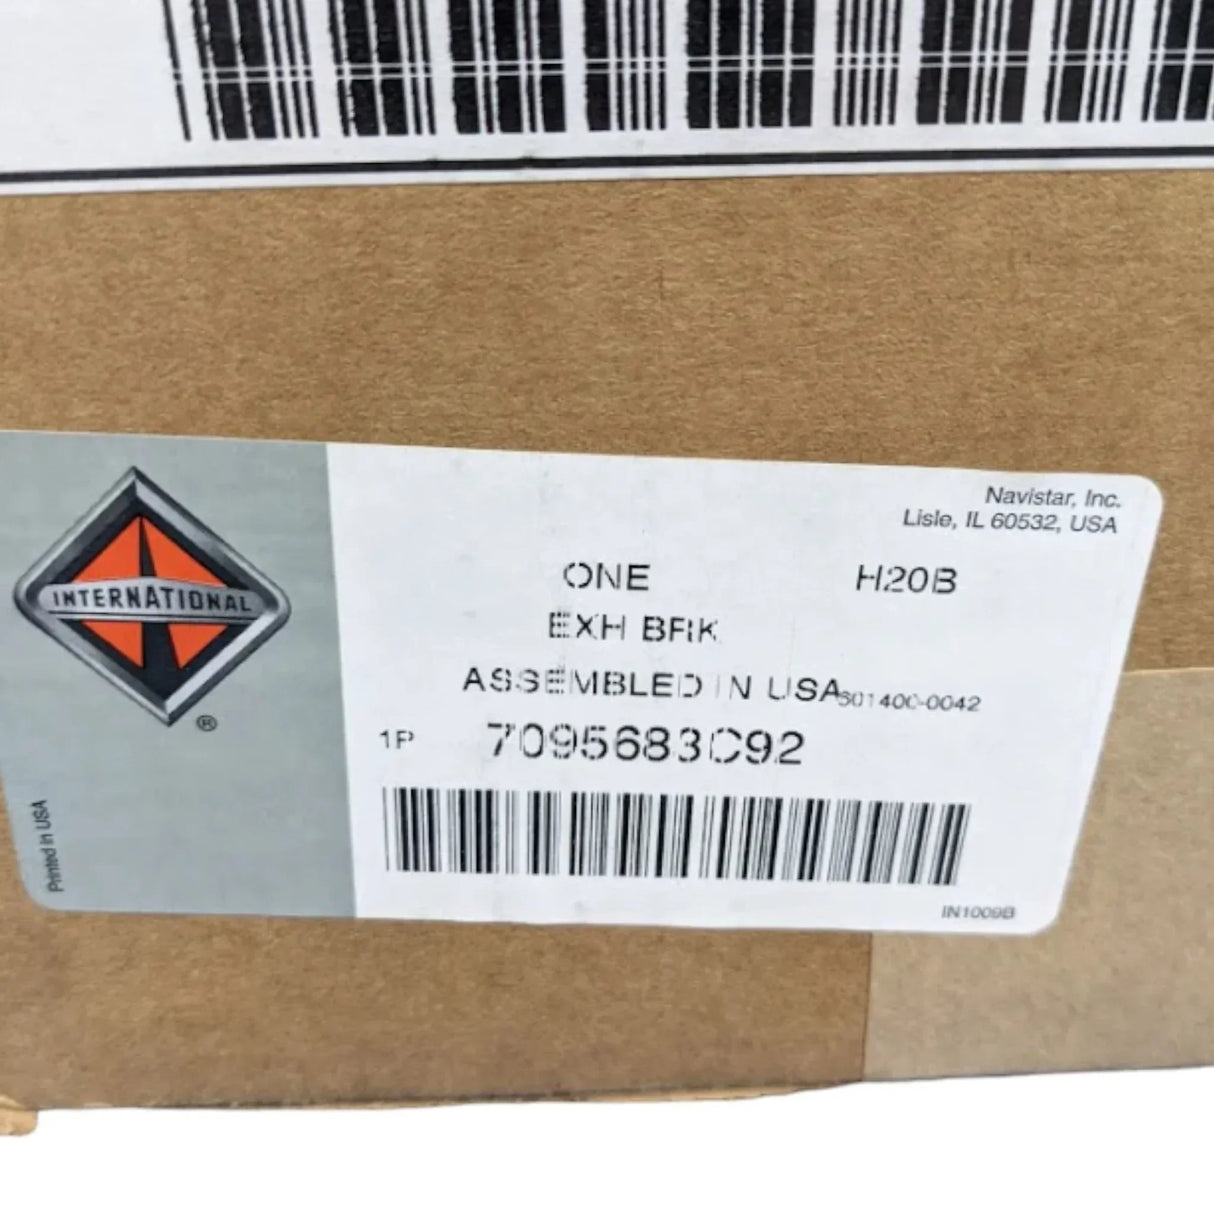 Navistar, Inc.
Lisle, IL 60532, USA
INTERNATIONAL
®
ONE H20B
EXH BRK
ASSEMBLED IN USA
601400-0042
1P 7095683C92
Printed in USA
IN1009B